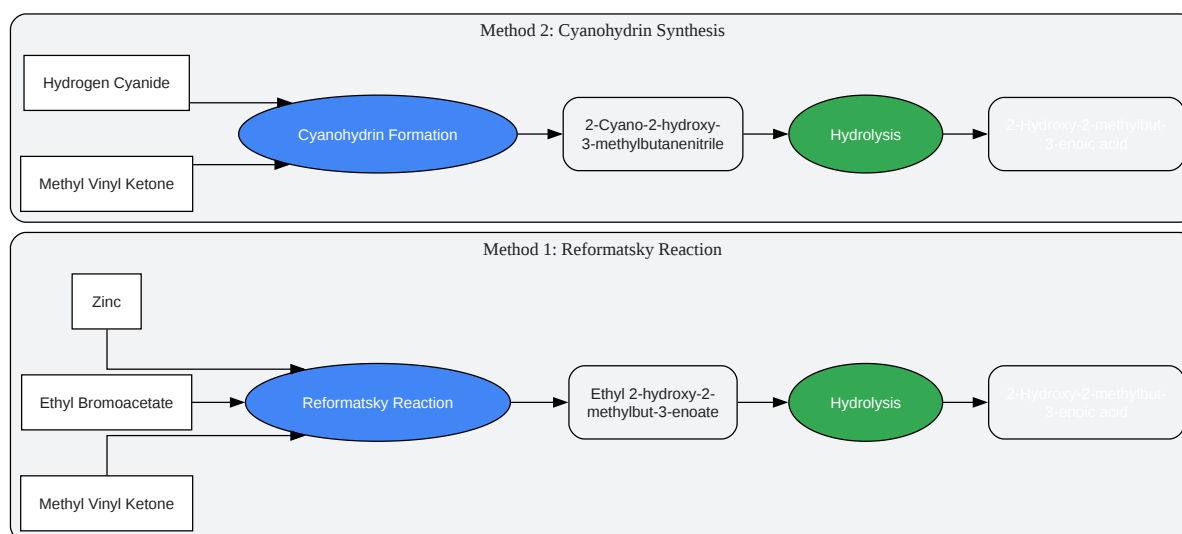 Method 2: Cyanohydrin Synthesis
Hydrogen Cyanide
Methyl Vinyl Ketone
Cyanohydrin Formation
2-Cyano-2-hydroxy-
3-methylbutanenitrile
Hydrolysis
2-Hydroxy-2-methylbut-
3-enoic acid
Method 1: Reformatsky Reaction
Zinc
Ethyl Bromoacetate
Methyl Vinyl Ketone
Reformatsky Reaction
Ethyl 2-hydroxy-2-
methylbut-3-enoate
Hydrolysis
2-Hydroxy-2-methylbut-
3-enoic acid